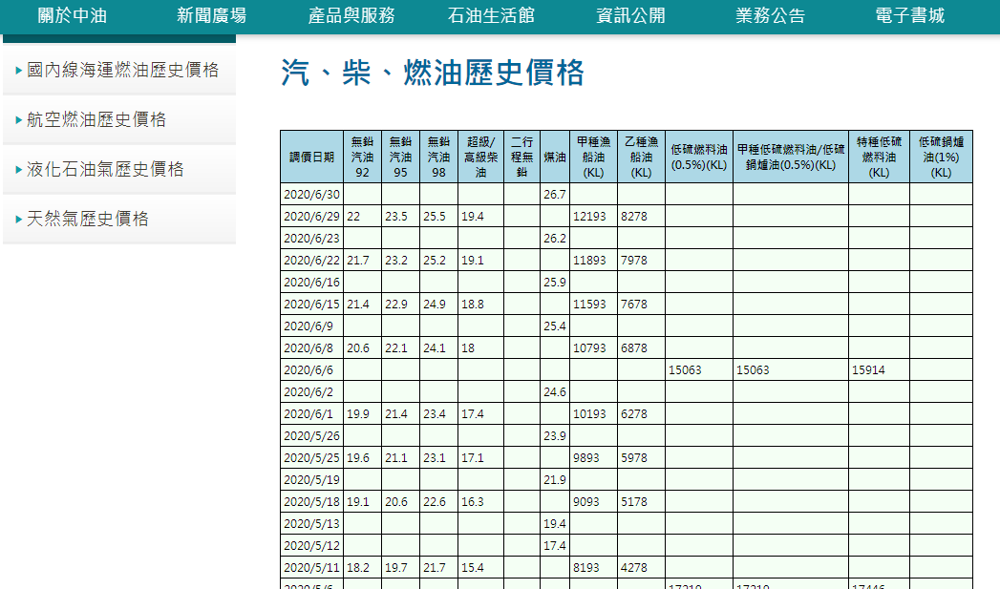 關於中油 新聞廣場 產品與服務 石油生活館 資訊公開 業務公告 電子書城
國內線海運燃油歷史價格
航空燃油歷史價格
液化石油氣歷史價格
天然氣歷史價格
汽、柴、燃油歷史價格
調價日期 無鉛汽油92 無鉛汽油95 無鉛汽油98 超級/高級柴油 二行程無鉛 煤油 甲種漁船油(KL) 乙種漁船油(KL) 低硫燃料油(0.5%)(KL) 甲種低硫燃料油/低硫鍋爐油(0.5%)(KL) 特種低硫燃料油(KL) 低硫鍋爐油(1%)(KL)
2020/6/30 26.7
2020/6/29 22 23.5 25.5 19.4 12193 8278
2020/6/23 26.2
2020/6/22 21.7 23.2 25.2 19.1 11893 7978
2020/6/16 25.9
2020/6/15 21.4 22.9 24.9 18.8 11593 7678
2020/6/9 25.4
2020/6/8 20.6 22.1 24.1 18 10793 6878
2020/6/6 15063 15063 15914
2020/6/2 24.6
2020/6/1 19.9 21.4 23.4 17.4 10193 6278
2020/5/26 23.9
2020/5/25 19.6 21.1 23.1 17.1 9893 5978
2020/5/19 21.9
2020/5/18 19.1 20.6 22.6 16.3 9093 5178
2020/5/13 19.4
2020/5/12 17.4
2020/5/11 18.2 19.7 21.7 15.4 8193 4278